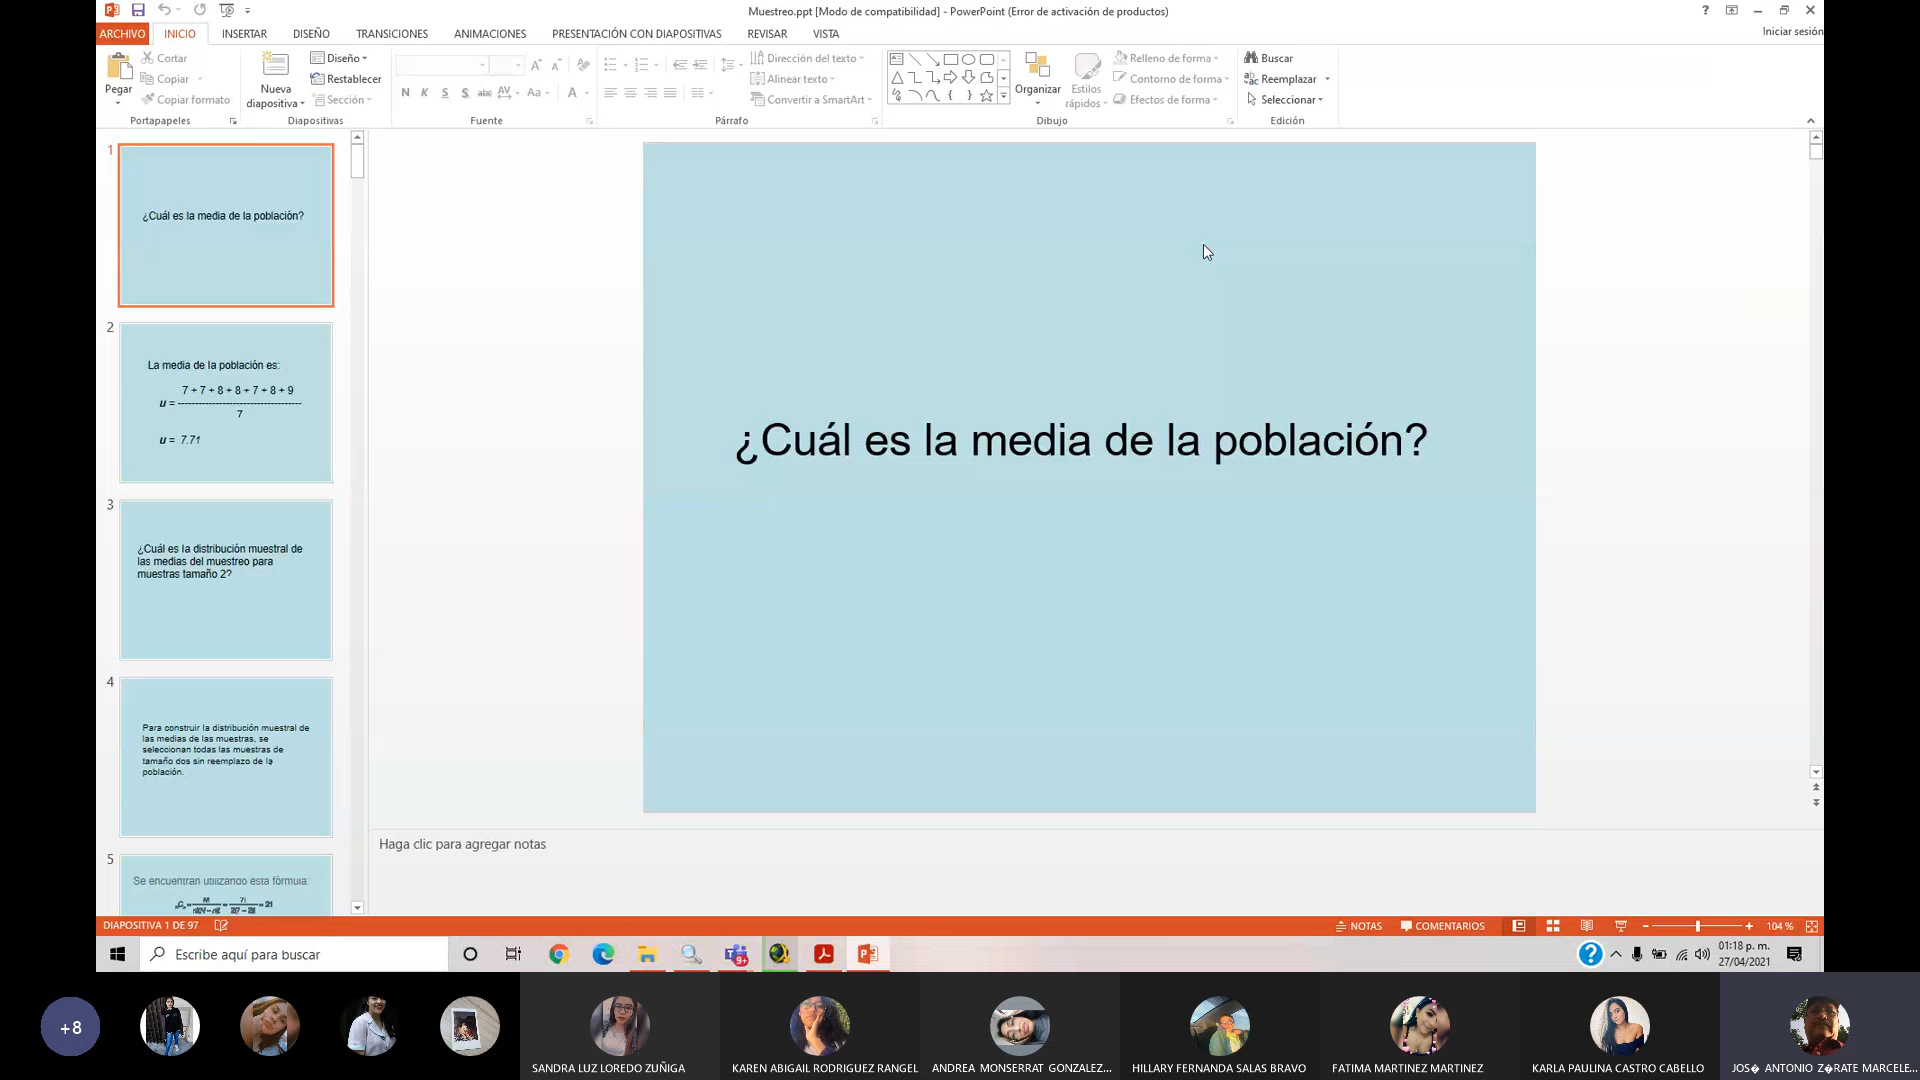 Muestreo.ppt [Modo de compatibilidad] - PowerPoint (Error de activación de productos)
ARCHIVO INICIO INSERTAR DISEÑO TRANSICIONES ANIMACIONES PRESENTACIÓN CON DIAPOSITIVAS REVISAR VISTA Iniciar sesión
Pegar
Cortar
Copiar
Copiar formato
Portapapeles
Nueva
diapositiva
Diseño
Restablecer
Sección
Diapositivas
N K S S abc AV Aa A
Fuente
Dirección del texto
Alinear texto
Convertir a SmartArt
Párrafo
Organizar
Estilos
rápidos
Relleno de forma
Contorno de forma
Efectos de forma
Dibujo
Buscar
Reemplazar
Seleccionar
Edición
1
¿Cuál es la media de la población?
2
La media de la población es:
7 + 7 + 8 + 8 + 7 + 8 + 9
u = ------------------------------------
7
u = 7.71
3
¿Cuál es la distribución muestral de
las medias del muestreo para
muestras tamaño 2?
4
Para construir la distribución muestral de
las medias de las muestras, se
seleccionan todas las muestras de
tamaño dos sin reemplazo de la
población.
5
Se encuentran utilizando esta fórmula:
¿Cuál es la media de la población?
Haga clic para agregar notas
DIAPOSITIVA 1 DE 97 NOTAS COMENTARIOS 104 %
Escribe aquí para buscar
9+
01:18 p. m.
27/04/2021
+8
SANDRA LUZ LOREDO ZUÑIGA
KAREN ABIGAIL RODRIGUEZ RANGEL
ANDREA MONSERRAT GONZALEZ...
HILLARY FERNANDA SALAS BRAVO
FATIMA MARTINEZ MARTINEZ
KARLA PAULINA CASTRO CABELLO
JOS� ANTONIO Z�RATE MARCELE...